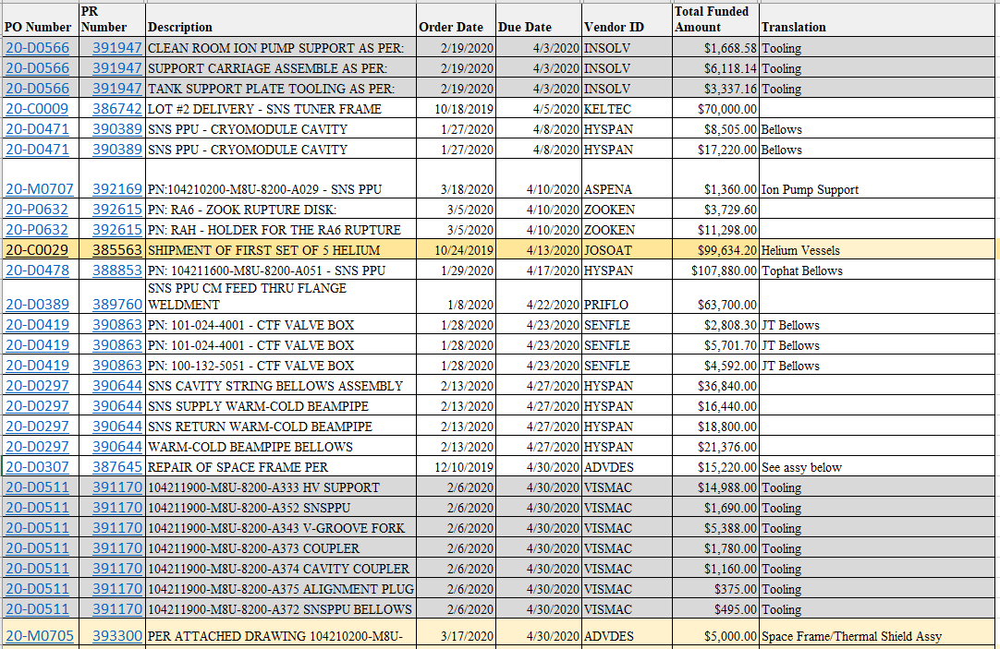 PO Number PR Number Description Order Date Due Date Vendor ID Total Funded Amount Translation
20-D0566 391947 CLEAN ROOM ION PUMP SUPPORT AS PER: 2/19/2020 4/3/2020 INSOLV $1,668.58 Tooling
20-D0566 391947 SUPPORT CARRIAGE ASSEMBLE AS PER: 2/19/2020 4/3/2020 INSOLV $6,118.14 Tooling
20-D0566 391947 TANK SUPPORT PLATE TOOLING AS PER: 2/19/2020 4/3/2020 INSOLV $3,337.16 Tooling
20-C0009 386742 LOT #2 DELIVERY - SNS TUNER FRAME 10/18/2019 4/5/2020 KELTEC $70,000.00
20-D0471 390389 SNS PPU - CRYOMODULE CAVITY 1/27/2020 4/8/2020 HYSPAN $8,505.00 Bellows
20-D0471 390389 SNS PPU - CRYOMODULE CAVITY 1/27/2020 4/8/2020 HYSPAN $17,220.00 Bellows
20-M0707 392169 PN:104210200-M8U-8200-A029 - SNS PPU 3/18/2020 4/10/2020 ASPENA $1,360.00 Ion Pump Support
20-P0632 392615 PN: RA6 - ZOOK RUPTURE DISK: 3/5/2020 4/10/2020 ZOOKEN $3,729.60
20-P0632 392615 PN: RAH - HOLDER FOR THE RA6 RUPTURE 3/5/2020 4/10/2020 ZOOKEN $11,298.00
20-C0029 385563 SHIPMENT OF FIRST SET OF 5 HELIUM 10/24/2019 4/13/2020 JOSOAT $99,634.20 Helium Vessels
20-D0478 388853 PN: 104211600-M8U-8200-A051 - SNS PPU 1/29/2020 4/17/2020 HYSPAN $107,880.00 Tophat Bellows
20-D0389 389760 SNS PPU CM FEED THRU FLANGE WELDMENT 1/8/2020 4/22/2020 PRIFLO $63,700.00
20-D0419 390863 PN: 101-024-4001 - CTF VALVE BOX 1/28/2020 4/23/2020 SENFLE $2,808.30 JT Bellows
20-D0419 390863 PN: 101-024-4001 - CTF VALVE BOX 1/28/2020 4/23/2020 SENFLE $5,701.70 JT Bellows
20-D0419 390863 PN: 100-132-5051 - CTF VALVE BOX 1/28/2020 4/23/2020 SENFLE $4,592.00 JT Bellows
20-D0297 390644 SNS CAVITY STRING BELLOWS ASSEMBLY 2/13/2020 4/27/2020 HYSPAN $36,840.00
20-D0297 390644 SNS SUPPLY WARM-COLD BEAMPIPE 2/13/2020 4/27/2020 HYSPAN $16,440.00
20-D0297 390644 SNS RETURN WARM-COLD BEAMPIPE 2/13/2020 4/27/2020 HYSPAN $18,800.00
20-D0297 390644 WARM-COLD BEAMPIPE BELLOWS 2/13/2020 4/27/2020 HYSPAN $21,376.00
20-D0307 387645 REPAIR OF SPACE FRAME PER 12/10/2019 4/30/2020 ADVDES $15,220.00 See assy below
20-D0511 391170 104211900-M8U-8200-A333 HV SUPPORT 2/6/2020 4/30/2020 VISMAC $14,988.00 Tooling
20-D0511 391170 104211900-M8U-8200-A352 SNSPPU 2/6/2020 4/30/2020 VISMAC $1,690.00 Tooling
20-D0511 391170 104211900-M8U-8200-A343 V-GROOVE FORK 2/6/2020 4/30/2020 VISMAC $5,388.00 Tooling
20-D0511 391170 104211900-M8U-8200-A373 COUPLER 2/6/2020 4/30/2020 VISMAC $1,780.00 Tooling
20-D0511 391170 104211900-M8U-8200-A374 CAVITY COUPLER 2/6/2020 4/30/2020 VISMAC $1,160.00 Tooling
20-D0511 391170 104211900-M8U-8200-A375 ALIGNMENT PLUG 2/6/2020 4/30/2020 VISMAC $375.00 Tooling
20-D0511 391170 104211900-M8U-8200-A372 SNSPPU BELLOWS 2/6/2020 4/30/2020 VISMAC $495.00 Tooling
20-M0705 393300 PER ATTACHED DRAWING 104210200-M8U- 3/17/2020 4/30/2020 ADVDES $5,000.00 Space Frame/Thermal Shield Assy